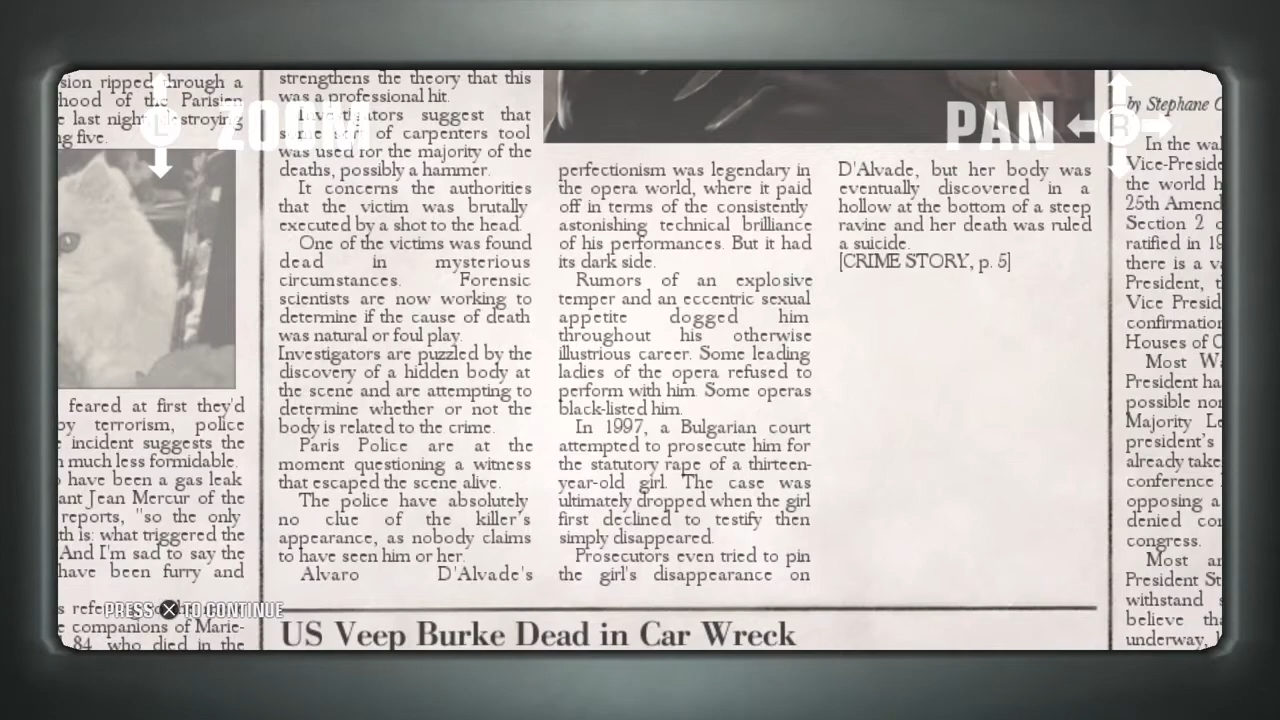 sion ripped through a
hood of the Parisien
e last night, destroying
ng five.
feared at first they'd
by terrorism, police
incident suggests the
much less formidable.
have been a gas leak
ant Jean Mercur of the
reports, "so the only
th is: what triggered the
And I'm sad to say the
have been furry and
s refe
companions of Marie-
84, who died in the
strengthens the theory that this
was a professional hit.
Investigators suggest that
some sort of carpenters tool
was used for the majority of the
deaths, possibly a hammer.
It concerns the authorities
that the victim was brutally
executed by a shot to the head.
One of the victims was found
dead in mysterious
circumstances. Forensic
scientists are now working to
determine if the cause of death
was natural or foul play.
Investigators are puzzled by the
discovery of a hidden body at
the scene and are attempting to
determine whether or not the
body is related to the crime.
Paris Police are at the
moment questioning a witness
that escaped the scene alive.
The police have absolutely
no clue of the killer's
appearance, as nobody claims
to have seen him or her.
Alvaro D'Alvade's
perfectionism was legendary in
the opera world, where it paid
off in terms of the consistently
astonishing technical brilliance
of his performances. But it had
its dark side.
Rumors of an explosive
temper and an eccentric sexual
appetite dogged him
throughout his otherwise
illustrious career. Some leading
ladies of the opera refused to
perform with him. Some operas
black-listed him.
In 1997, a Bulgarian court
attempted to prosecute him for
the statutory rape of a thirteen-
year-old girl. The case was
ultimately dropped when the girl
first declined to testify then
simply disappeared.
Prosecutors even tried to pin
the girl's disappearance on
D'Alvade, but her body was
eventually discovered in a
hollow at the bottom of a steep
ravine and her death was ruled
a suicide.
[CRIME STORY, p. 5]
US Veep Burke Dead in Car Wreck
by Stephane C
In the wa
Vice-Preside
the world h
25th Amend
Section 2 o
ratified in 19
there is a va
President, t
Vice Presid
confirmation
Houses of C
Most Wa
President ha
possible nor
Majority Le
president's
already take
conference
opposing a
denied con
congress.
Most an
President St
withstand s
believe tha
underway,
L ZOOM
PAN R
PRESS X TO CONTINUE